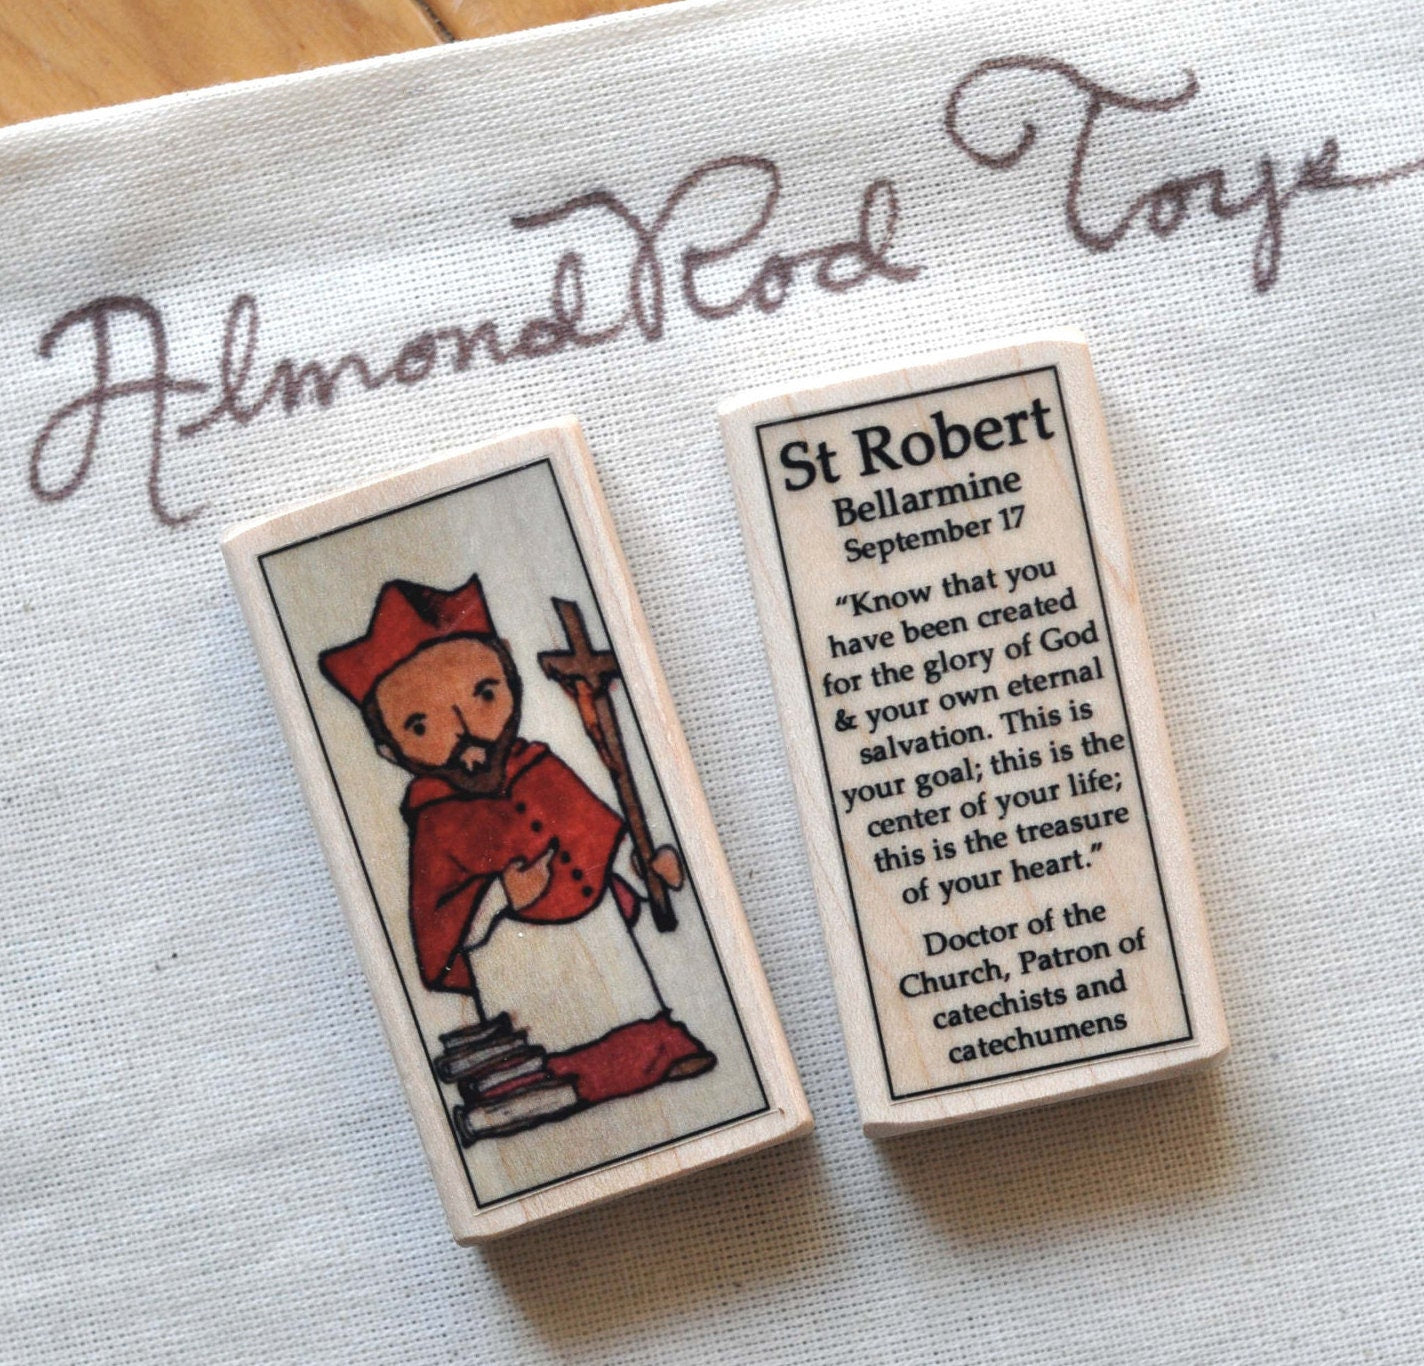 AlmondRod Toys
St Robert
Bellarmine
September 17
“Know that you
have been created
for the glory of God
& your own eternal
salvation. This is
your goal; this is the
center of your life;
this is the treasure
of your heart.”
Doctor of the
Church, Patron of
catechists and
catechumens